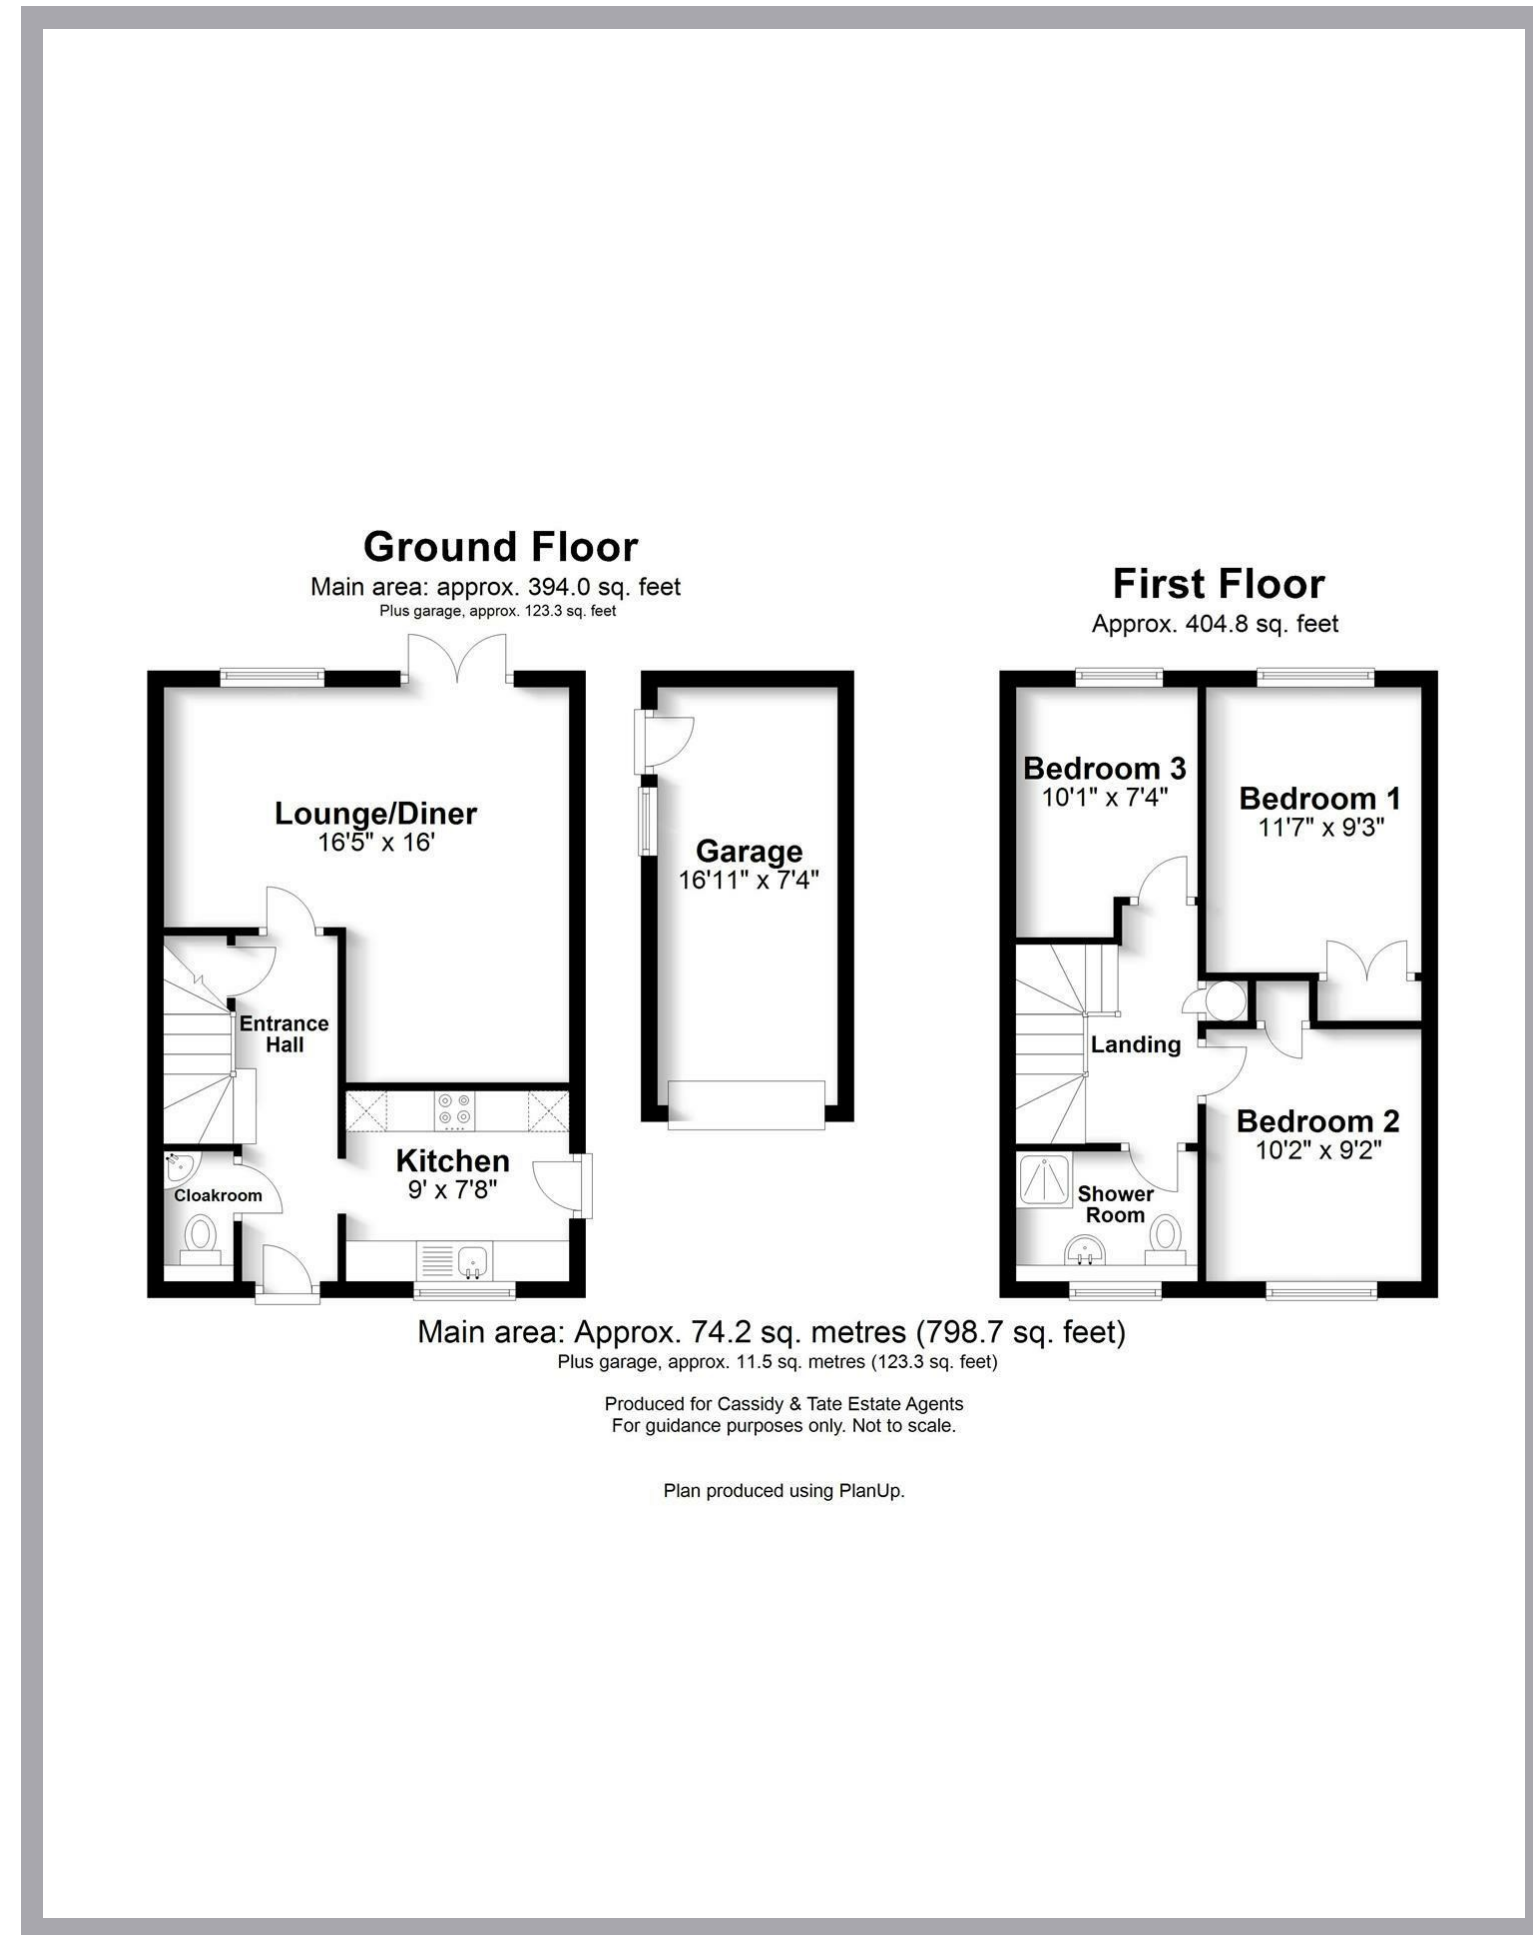 Ground Floor
Main area: approx. 394.0 sq. feet
Plus garage, approx. 123.3 sq. feet
First Floor
Approx. 404.8 sq. feet
Lounge/Diner
16'5" x 16'
Garage
16'11" x 7'4"
Bedroom 3
10'1" x 7'4"
Bedroom 1
11'7" x 9'3"
Entrance
Hall
Landing
Kitchen
9' x 7'8"
Cloakroom
Bedroom 2
10'2" x 9'2"
Shower
Room
Main area: Approx. 74.2 sq. metres (798.7 sq. feet)
Plus garage, approx. 11.5 sq. metres (123.3 sq. feet)
Produced for Cassidy & Tate Estate Agents
For guidance purposes only. Not to scale.
Plan produced using PlanUp.